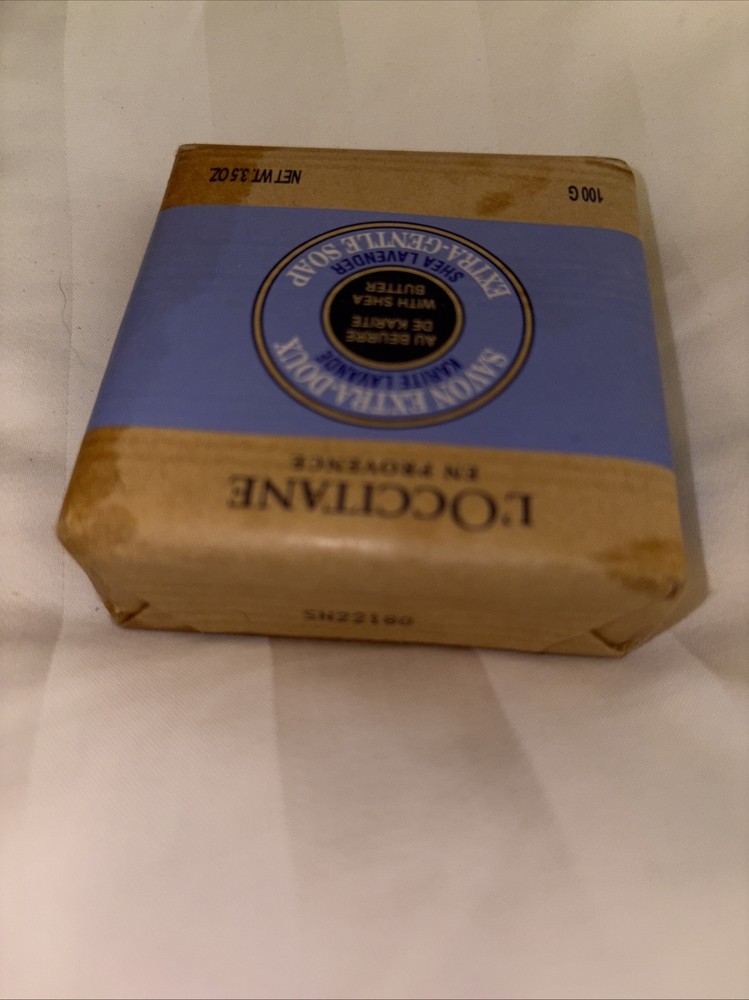 L'OCCITANE
EN PROVENCE
SAVON EXTRA-DOUX
KARITE LAVANDE
AU BEURRE
DE KARITE
WITH SHEA
BUTTER
SHEA LAVENDER
EXTRA-GENTLE SOAP
100 G
NET WT. 3.5 OZ.